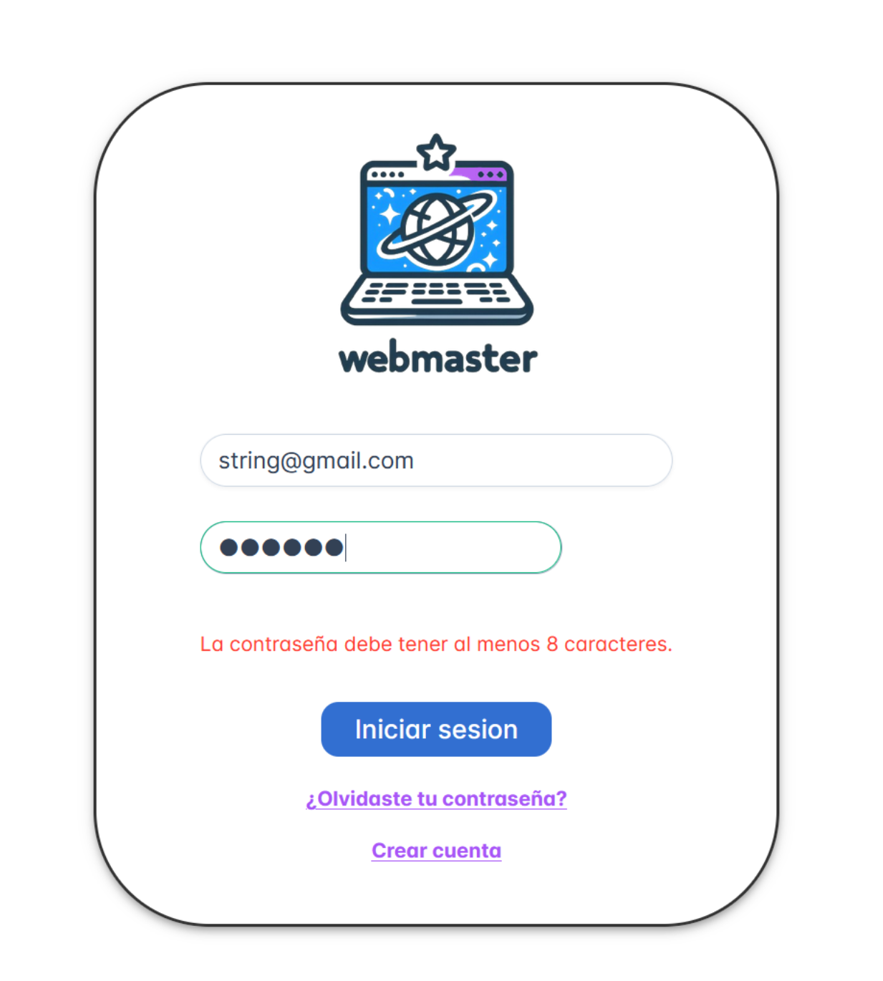 webmaster
string@gmail.com
●●●●●●
La contraseña debe tener al menos 8 caracteres.
Iniciar sesion
¿Olvidaste tu contraseña?
Crear cuenta